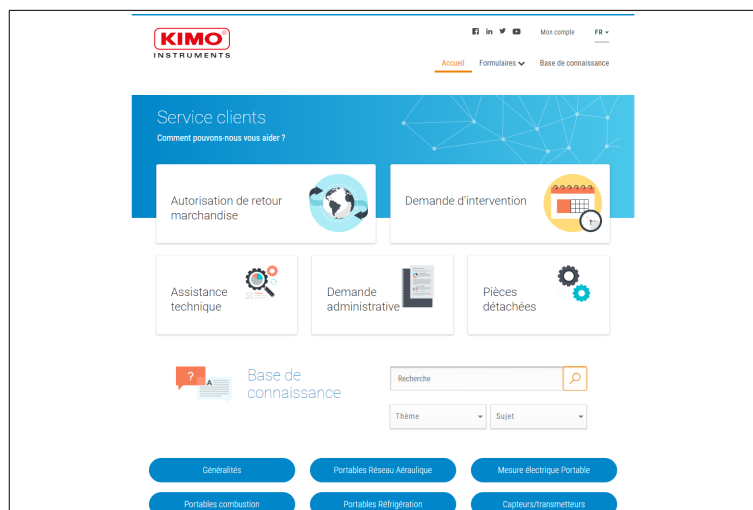 KIMO®
INSTRUMENTS
Mon compte
FR
Accueil
Formulaires
Base de connaissance
Service clients
Comment pouvons-nous vous aider ?
Autorisation de retour
marchandise
Demande d'intervention
Assistance
technique
Demande
administrative
Pièces
détachées
?
A
Base de
connaissance
Recherche
Thème
Sujet
Généralités
Portables Réseau Aéraulique
Mesure électrique Portable
Portables combustion
Portables Réfrigération
Capteurs/transmetteurs